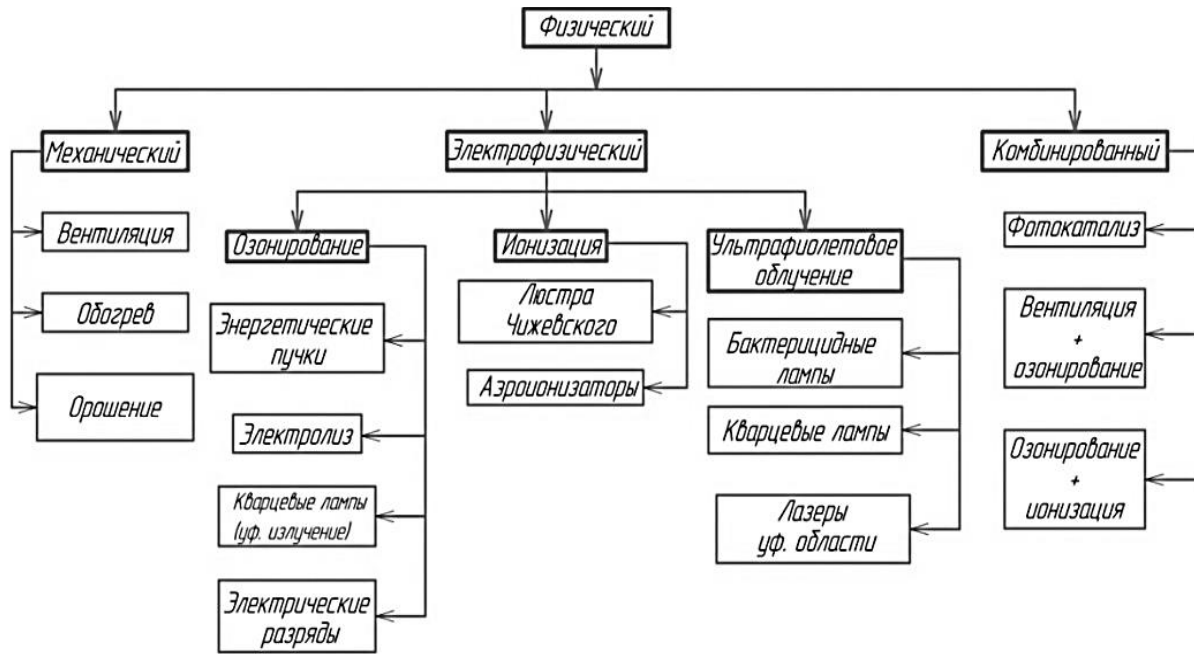 Физический
Механический
Электрофизический
Комбинированный
Вентиляция
Обогрев
Орошение
Озонирование
Энергетические
пучки
Электролиз
Кварцевые лампы
(уф. излучение)
Электрические
разряды
Ионизация
Люстра
Чижевского
Аэроионизаторы
Ультрафиолетовое
облучение
Бактерицидные
лампы
Кварцевые лампы
Лазеры
уф. области
Фотокатализ
Вентиляция
+
озонирование
Озонирование
+
ионизация